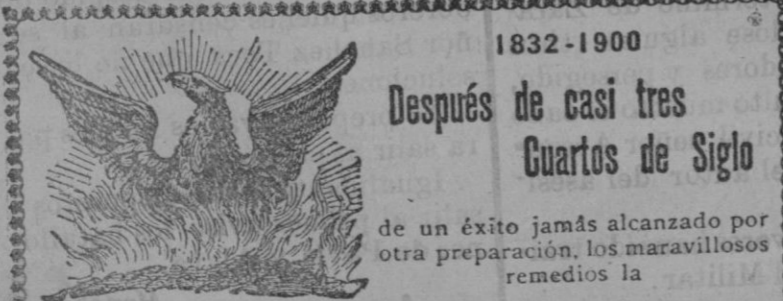 1832-1900
Después de casi tres
Cuartos de Siglo
de un éxito jamás alcanzado por
otra preparación, los maravillosos
remedios la